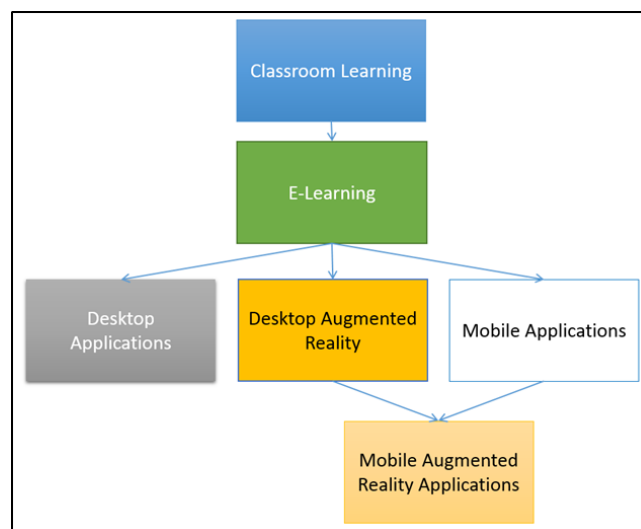 Classroom Learning
E-Learning
Desktop
Applications
Desktop Augmented
Reality
Mobile Applications
Mobile Augmented
Reality Applications